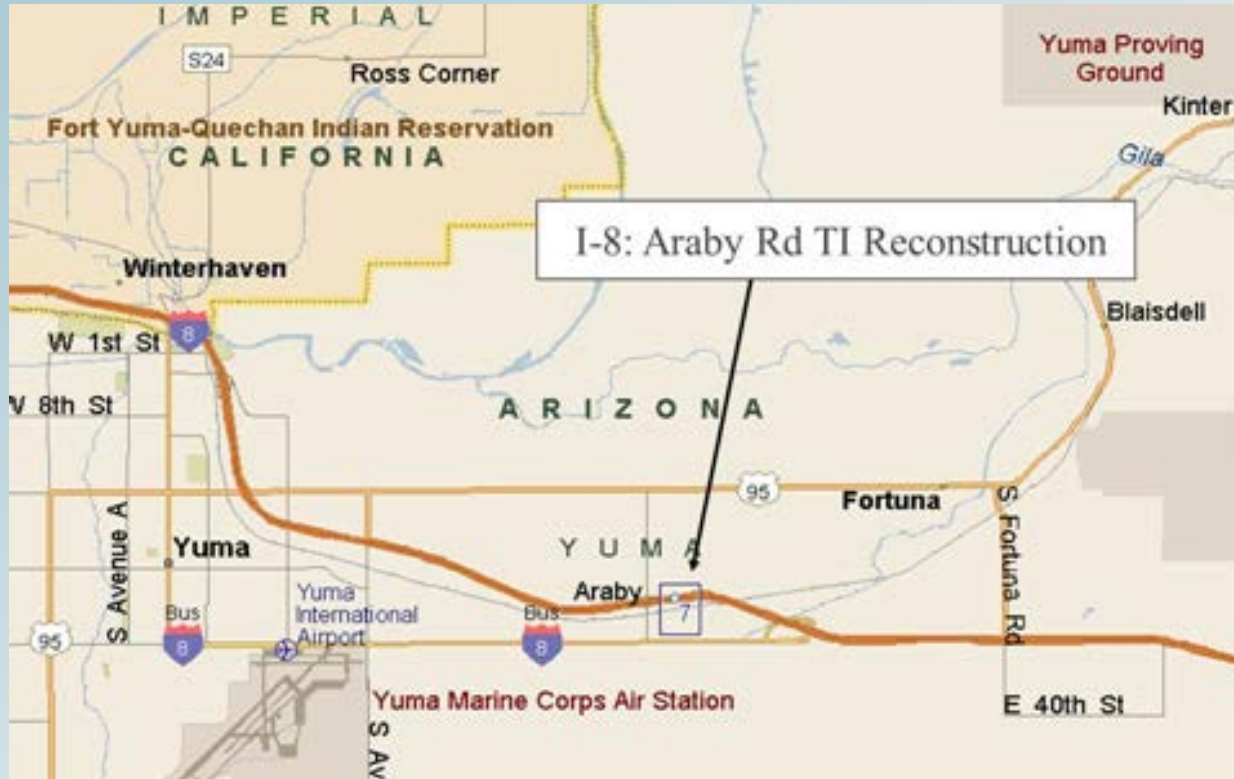 IMPERIAL
S24
Ross Corner
Yuma Proving
Ground
Kinter
Fort Yuma-Quechan Indian Reservation
CALIFORNIA
Gila
I-8: Araby Rd TI Reconstruction
Winterhaven
8
W 1st St
Blaisdell
W 8th St
ARIZONA
95
Fortuna
S Fortuna Rd
S Avenue A
Yuma
YUMA
Araby
7
Yuma
International
Airport
Bus
8
Bus
8
95
Yuma Marine Corps Air Station
E 40th St
S Av